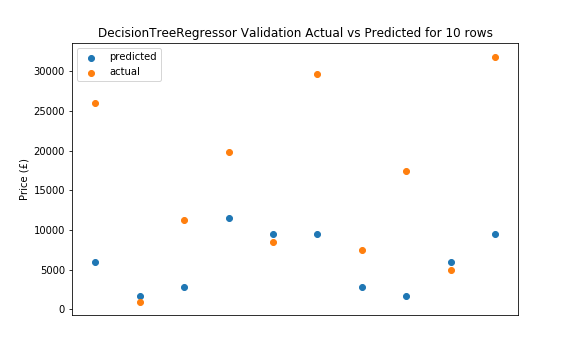 DecisionTreeRegressor Validation Actual vs Predicted for 10 rows
predicted
actual
30000
25000
20000
15000
10000
5000
0
Price (£)